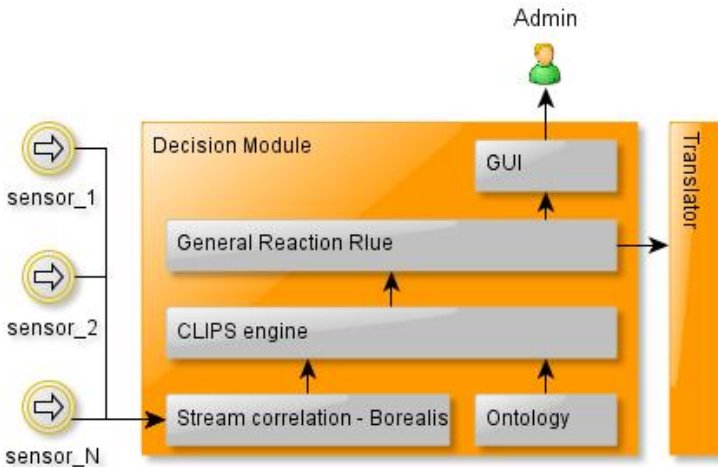 Admin
Decision Module
GUI
Translator
sensor_1
General Reaction Rlue
sensor_2
CLIPS engine
Stream correlation - Borealis
Ontology
sensor_N